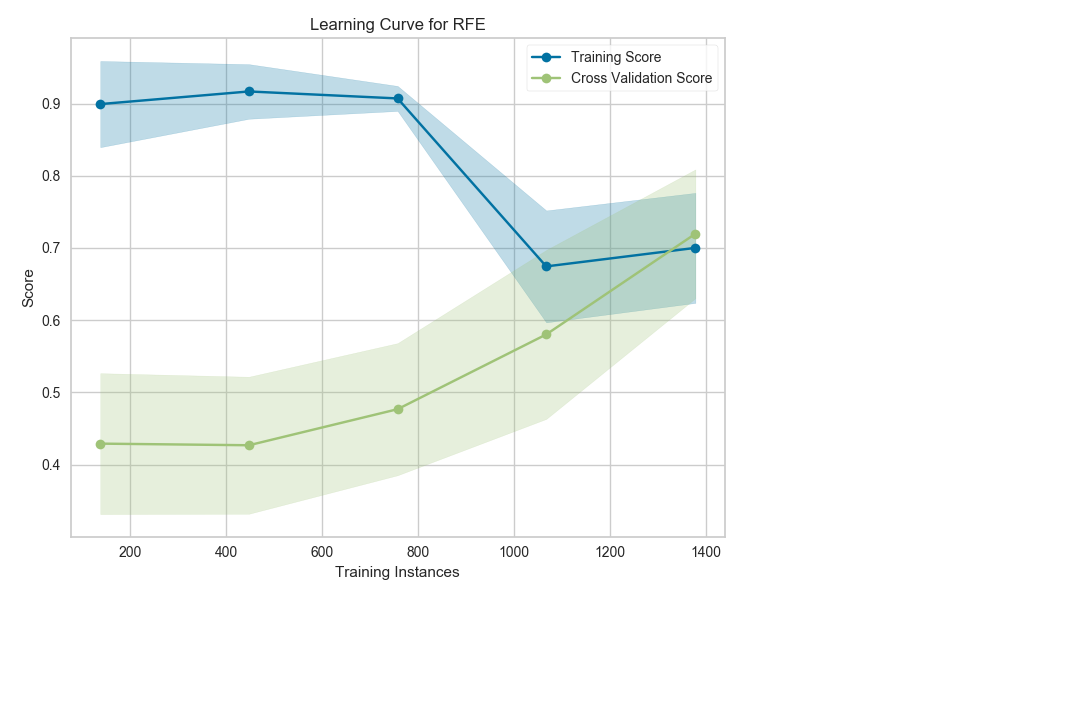 Learning Curve for RFE
Training Score
Cross Validation Score
0.9
0.8
0.7
0.6
0.5
0.4
Score
200 400 600 800 1000 1200 1400
Training Instances